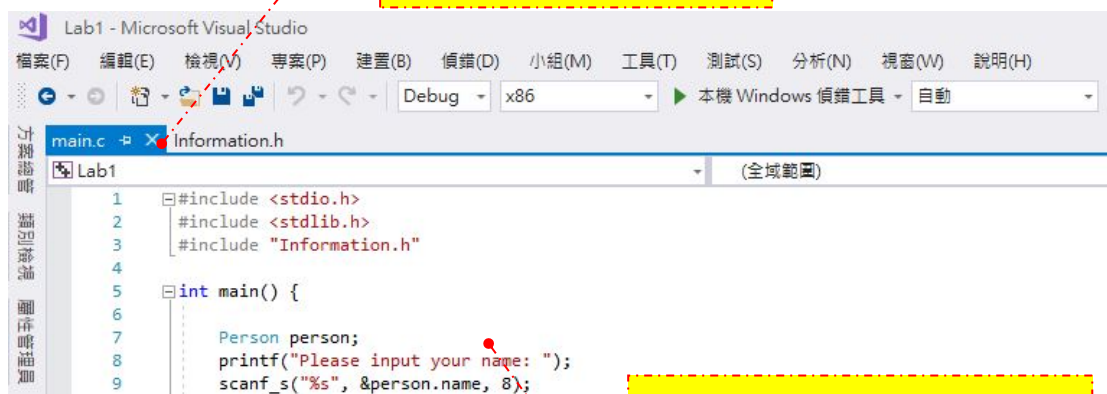 Lab1 - Microsoft Visual Studio
檔案(F) 編輯(E) 檢視(V) 專案(P) 建置(B) 偵錯(D) 小組(M) 工具(T) 測試(S) 分析(N) 視窗(W) 說明(H)
Debug x86 本機 Windows 偵錯工具 自動
方案總管
類別檢視
屬性管理員
main.c Information.h
Lab1 (全域範圍)
1 #include <stdio.h>
2 #include <stdlib.h>
3 #include "Information.h"
4
5 int main() {
6
7 Person person;
8 printf("Please input your name: ");
9 scanf_s("%s", &person.name, 8);